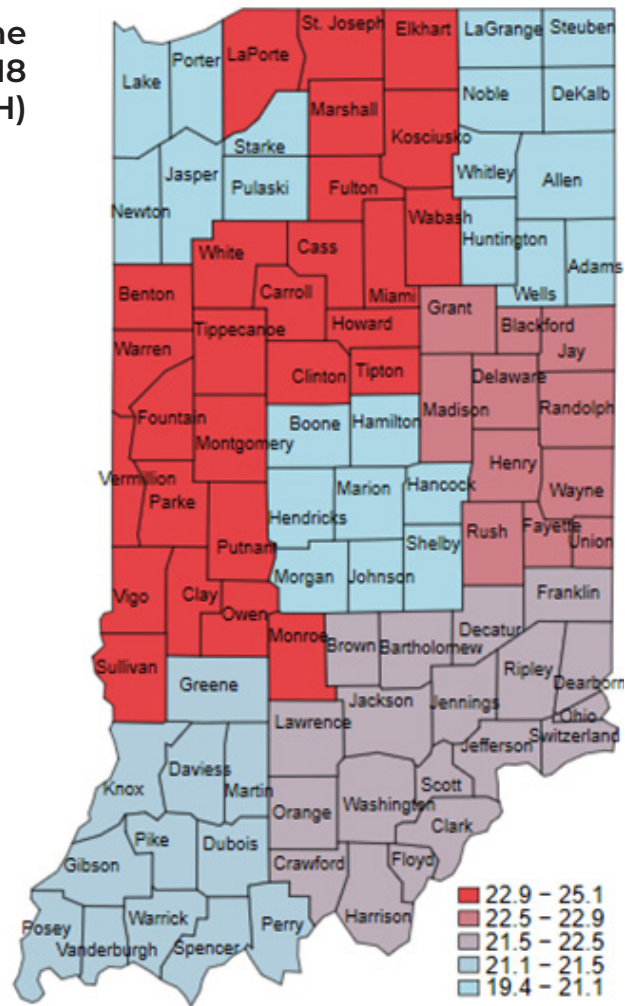 ne
18
H)
St. Joseph
Elkhart
LaGrange
Steuben
LaPorte
Porter
Lake
Noble
DeKalb
Marshall
Kosciusko
Starke
Whitley
Allen
Jasper
Pulaski
Fulton
Newton
Wabash
Huntington
White
Cass
Adams
Carroll
Miami
Wells
Benton
Grant
Tippecanoe
Howard
Blackford
Warren
Jay
Clinton
Tipton
Delaware
Fountain
Boone
Hamilton
Madison
Randolph
Montgomery
Henry
Vermillion
Marion
Hancock
Wayne
Parke
Hendricks
Rush
Fayette
Putnam
Shelby
Union
Morgan
Johnson
Franklin
Vigo
Clay
Owen
Decatur
Monroe
Brown
Bartholomew
Sullivan
Ripley
Dearborn
Greene
Jackson
Jennings
Ohio
Lawrence
Switzerland
Jefferson
Daviess
Scott
Knox
Martin
Washington
Orange
Clark
Pike
Dubois
Gibson
Crawford
Floyd
Harrison
Warrick
Perry
Posey
Vanderburgh
Spencer
22.9 – 25.1
22.5 – 22.9
21.5 – 22.5
21.1 – 21.5
19.4 – 21.1